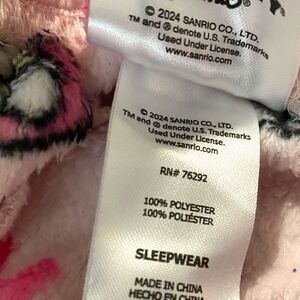 © 2024 SANRIO CO., LTD.
TM and ® denote U.S. Trademarks
Used Under License.
www.sanrio.com
© 2024 SANRIO CO., LTD.
TM and ® denote U.S. Trademarks
Used Under License.
www.sanrio.com
RN# 76292
100% POLYESTER
100% POLIÉSTER
SLEEPWEAR
MADE IN CHINA
HECHO EN CHINA